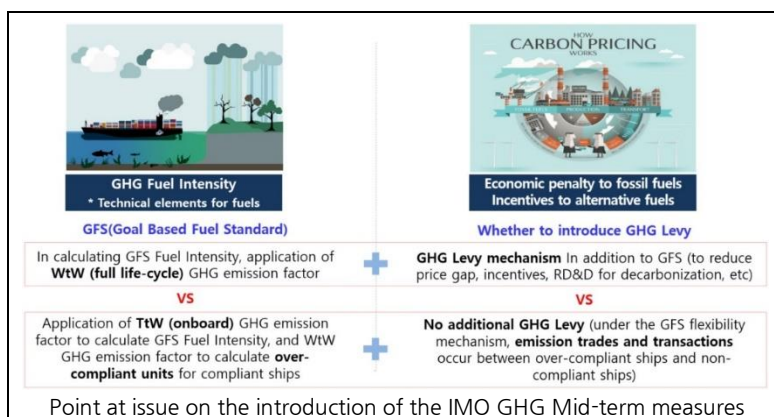 HOW
CARBON PRICING
WORKS
GHG Fuel Intensity
* Technical elements for fuels
Economic penalty to fossil fuels
Incentives to alternative fuels
GFS(Goal Based Fuel Standard)
Whether to introduce GHG Levy
In calculating GFS Fuel Intensity, application of
WtW (full life-cycle) GHG emission factor
GHG Levy mechanism In addition to GFS (to reduce
price gap, incentives, RD&D for decarbonization, etc)
VS
VS
Application of TtW (onboard) GHG emission
factor to calculate GFS Fuel Intensity, and WtW
GHG emission factor to calculate over-
compliant units for compliant ships
No additional GHG Levy (under the GFS flexibility
mechanism, emission trades and transactions
occur between over-compliant ships and non-
compliant ships)
Point at issue on the introduction of the IMO GHG Mid-term measures